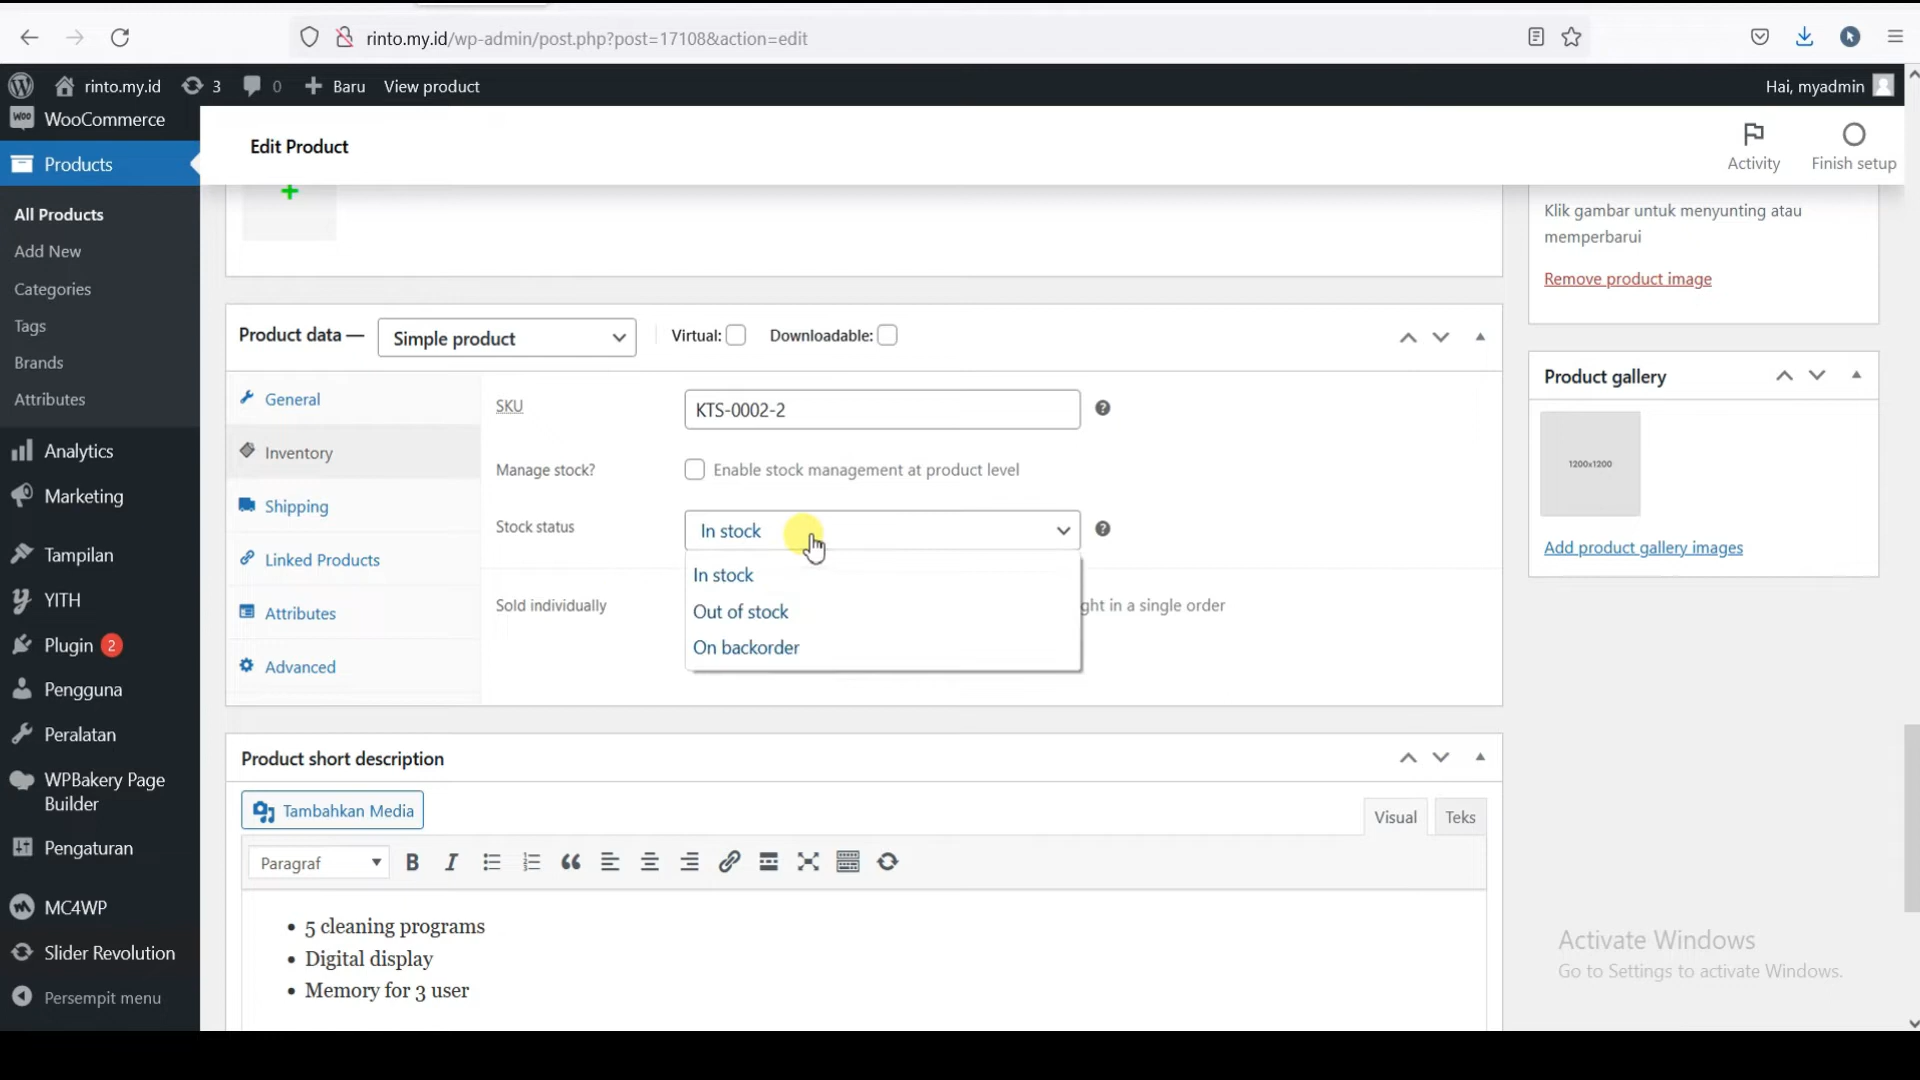 rinto.my.id/wp-admin/post.php?post=17108&action=edit
rinto.my.id
3
0
Baru
View product
Hai, myadmin
WooCommerce
Products
All Products
Add New
Categories
Tags
Brands
Attributes
Analytics
Marketing
Tampilan
YITH
Plugin 2
Pengguna
Peralatan
WPBakery Page
Builder
Pengaturan
MC4WP
Slider Revolution
Persempit menu
Edit Product
Activity
Finish setup
Product data —
Simple product
Virtual:
Downloadable:
General
Inventory
Shipping
Linked Products
Attributes
Advanced
SKU
KTS-0002-2
Manage stock?
Enable stock management at product level
Stock status
In stock
In stock
Out of stock
On backorder
Sold individually
ght in a single order
Product short description
Tambahkan Media
Visual
Teks
Paragraf
• 5 cleaning programs
• Digital display
• Memory for 3 user
Klik gambar untuk menyunting atau
memperbarui
Remove product image
Product gallery
1200x1200
Add product gallery images
Activate Windows
Go to Settings to activate Windows.